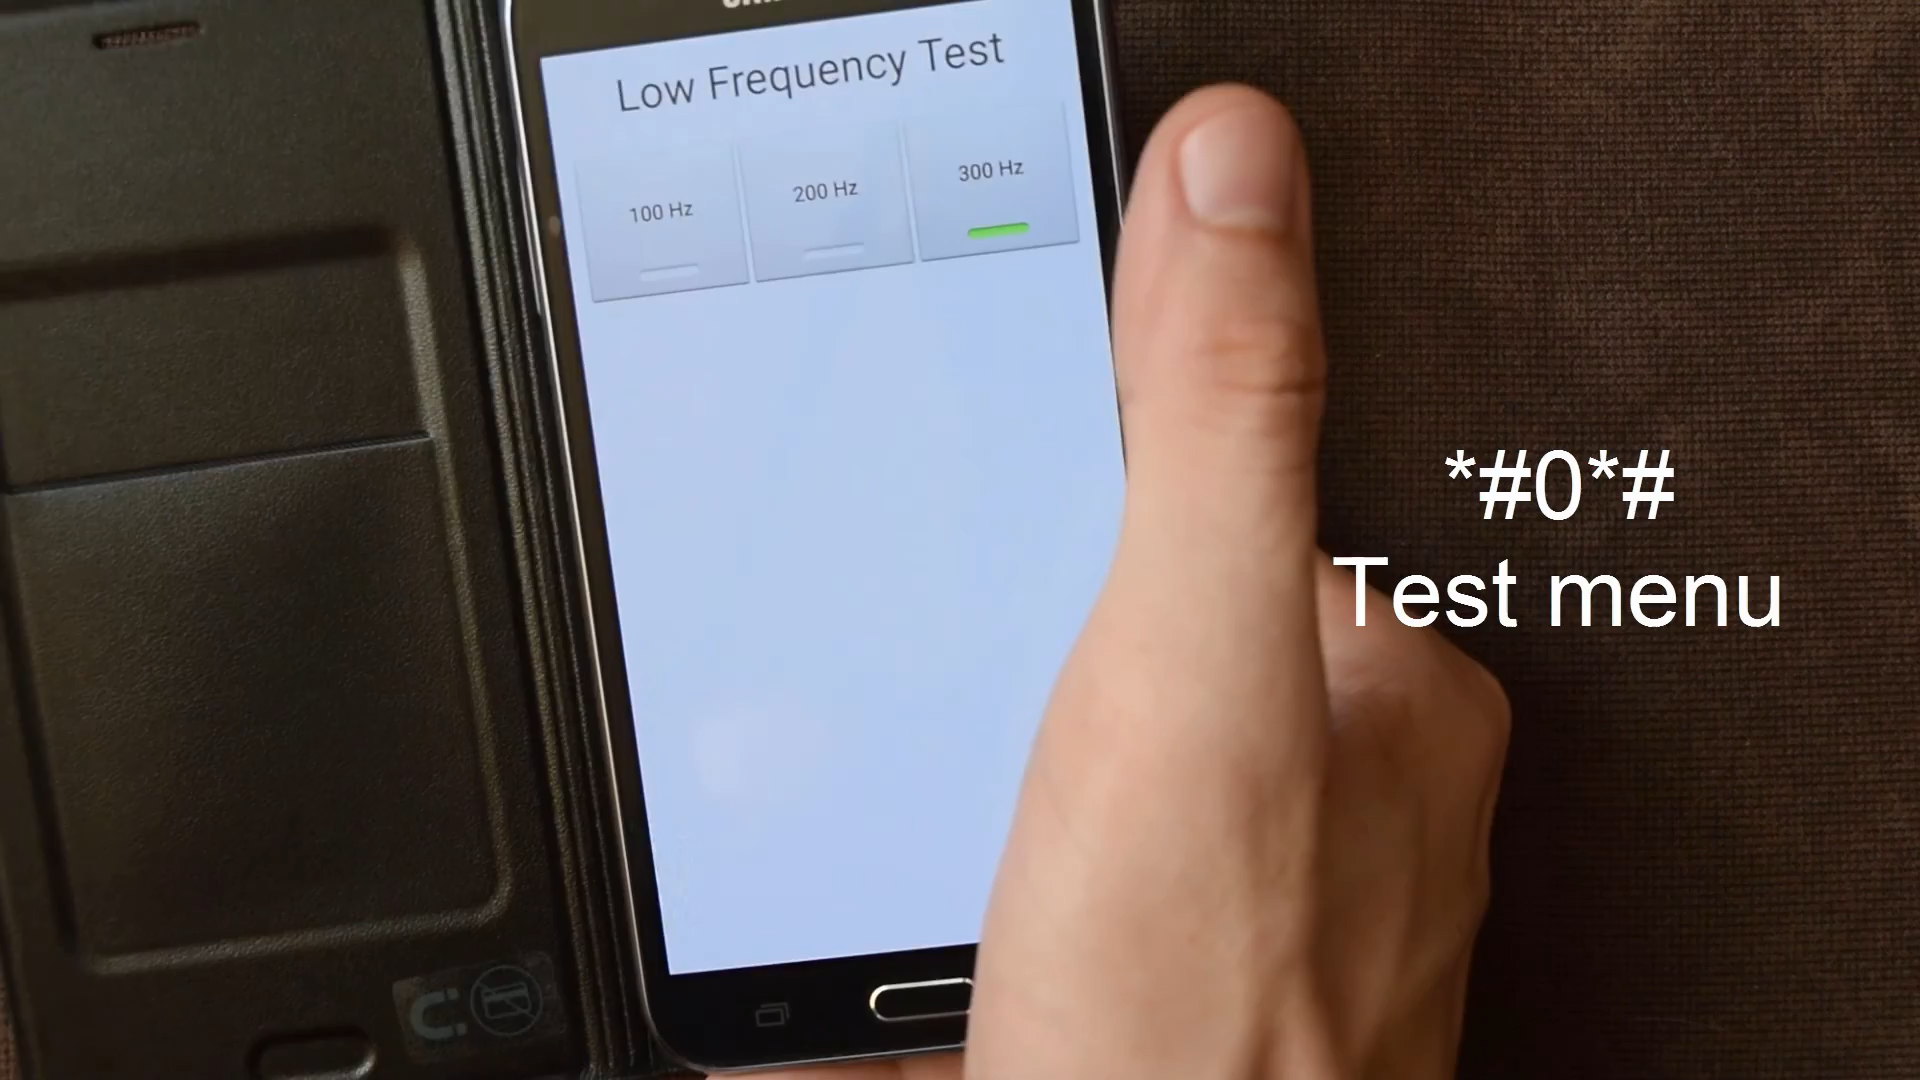 Low Frequency Test
100 Hz
200 Hz
300 Hz
*#0*#
Test menu